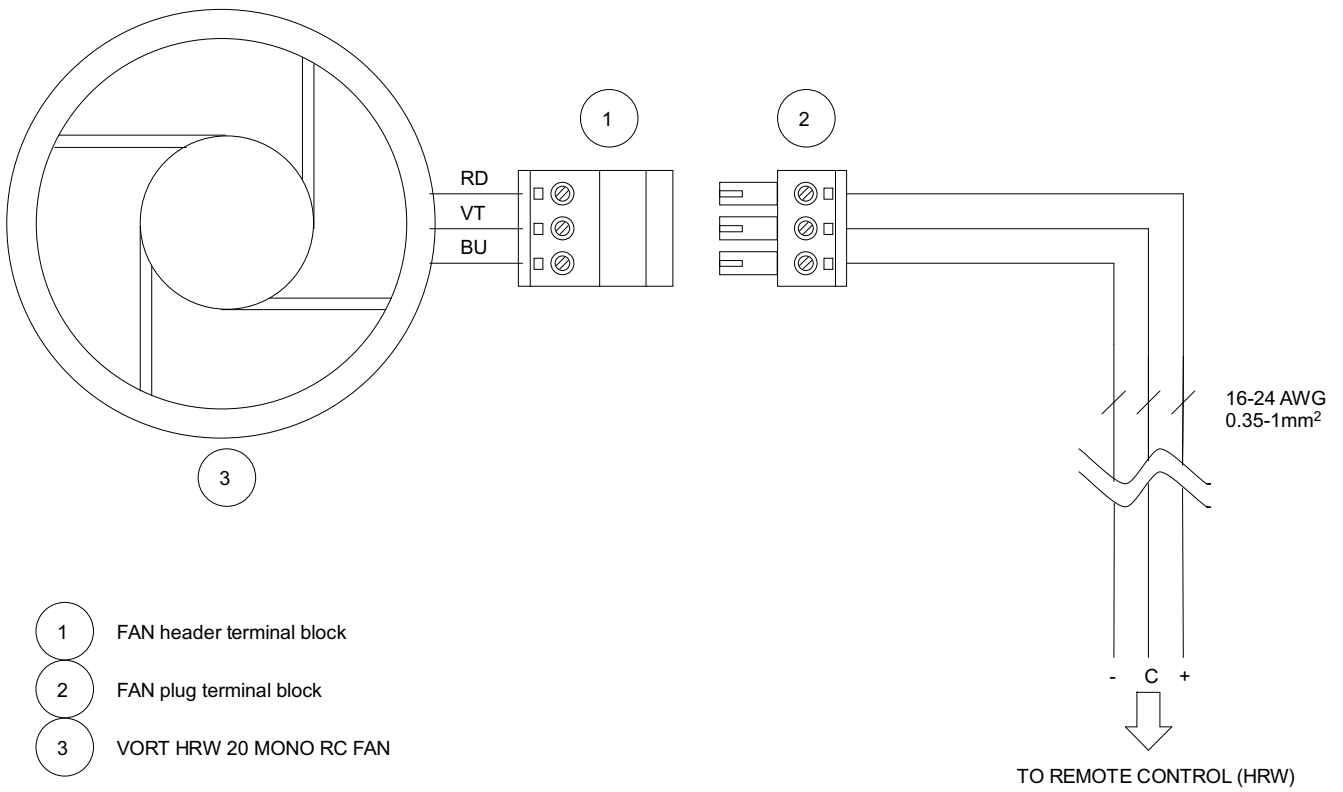 1
2
RD
VT
BU
16-24 AWG
0.35-1mm²
3
1 FAN header terminal block
2 FAN plug terminal block
3 VORT HRW 20 MONO RC FAN
- C +
TO REMOTE CONTROL (HRW)